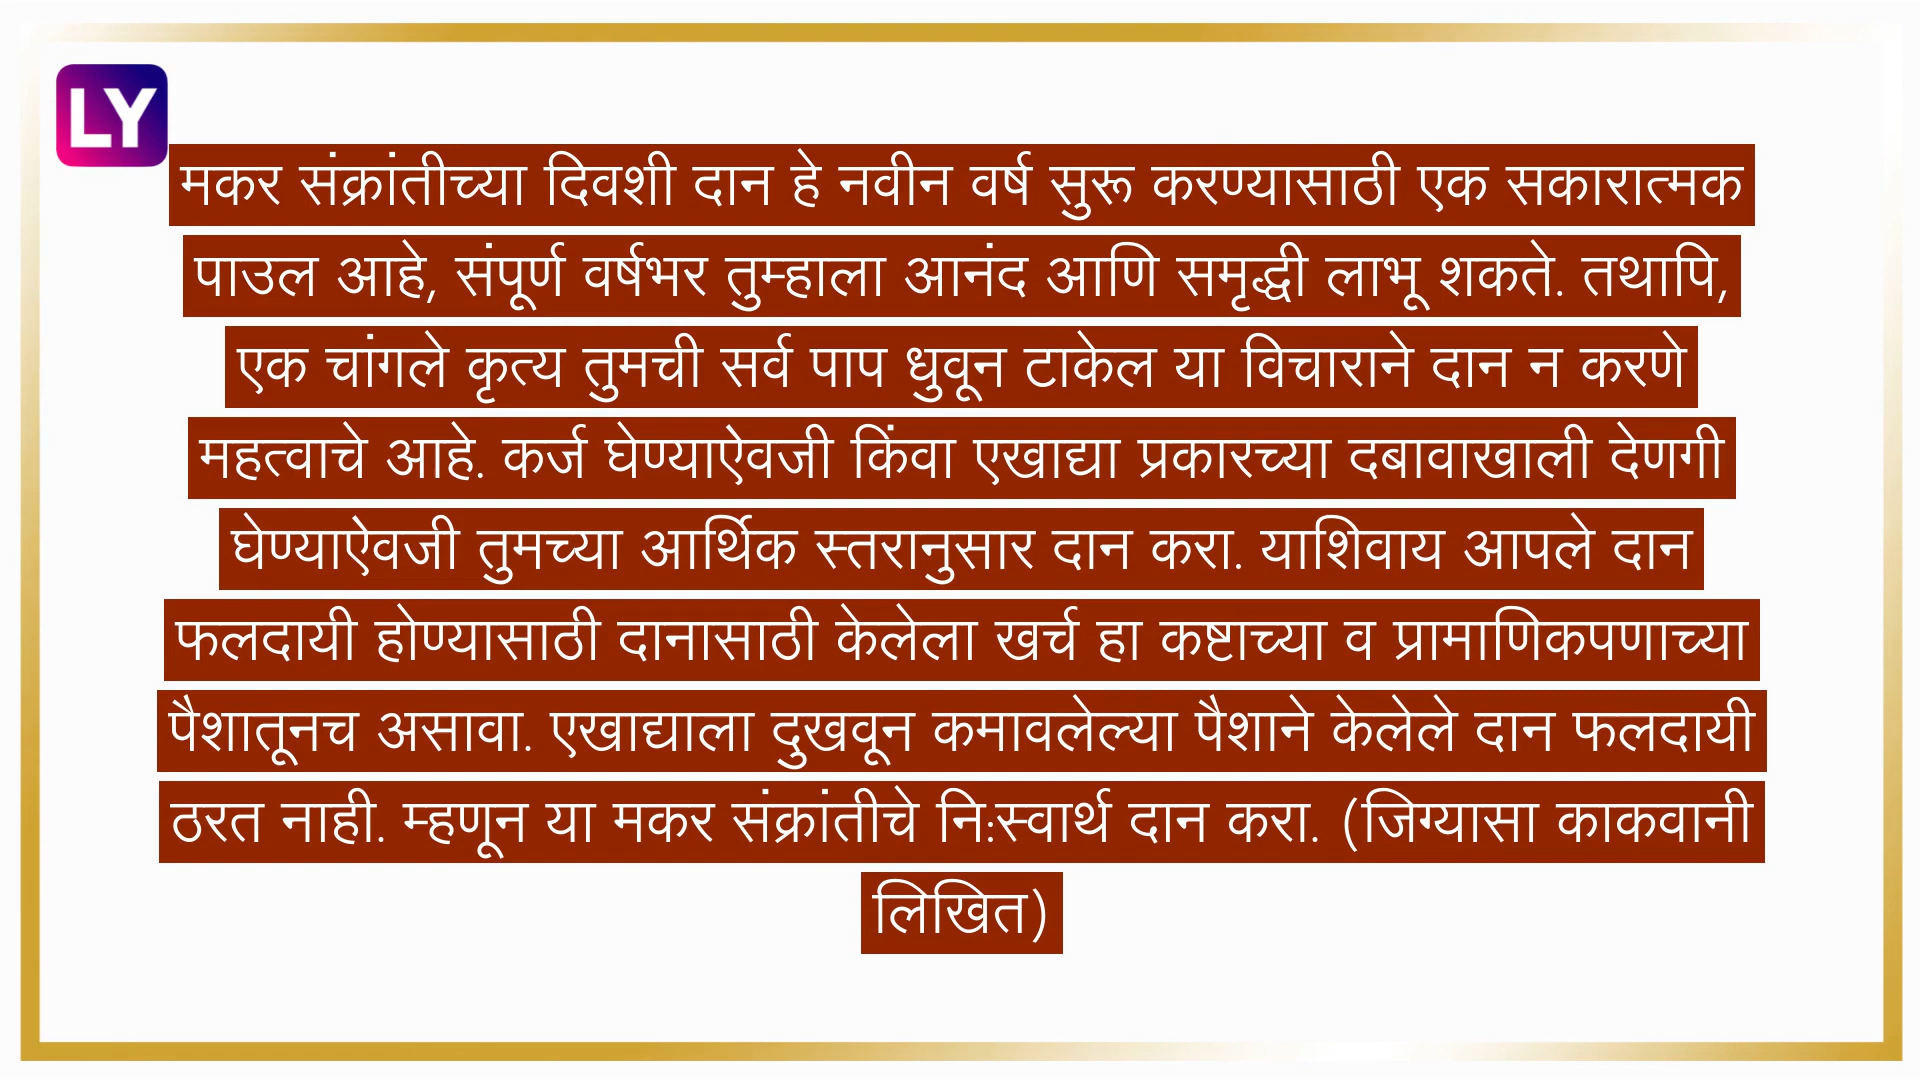 LY
मकर संक्रांतीच्या दिवशी दान हे नवीन वर्ष सुरू करण्यासाठी एक सकारात्मक
पाउल आहे, संपूर्ण वर्षभर तुम्हाला आनंद आणि समृद्धी लाभू शकते. तथापि,
एक चांगले कृत्य तुमची सर्व पाप धुवून टाकेल या विचाराने दान न करणे
महत्वाचे आहे. कर्ज घेण्याऐवजी किंवा एखाद्या प्रकारच्या दबावाखाली देणगी
घेण्याऐवजी तुमच्या आर्थिक स्तरानुसार दान करा. याशिवाय आपले दान
फलदायी होण्यासाठी दानासाठी केलेला खर्च हा कष्टाच्या व प्रामाणिकपणाच्या
पैशातूनच असावा. एखाद्याला दुखवून कमावलेल्या पैशाने केलेले दान फलदायी
ठरत नाही. म्हणून या मकर संक्रांतीचे नि:स्वार्थ दान करा. (जिग्यासा काकवानी
लिखित)